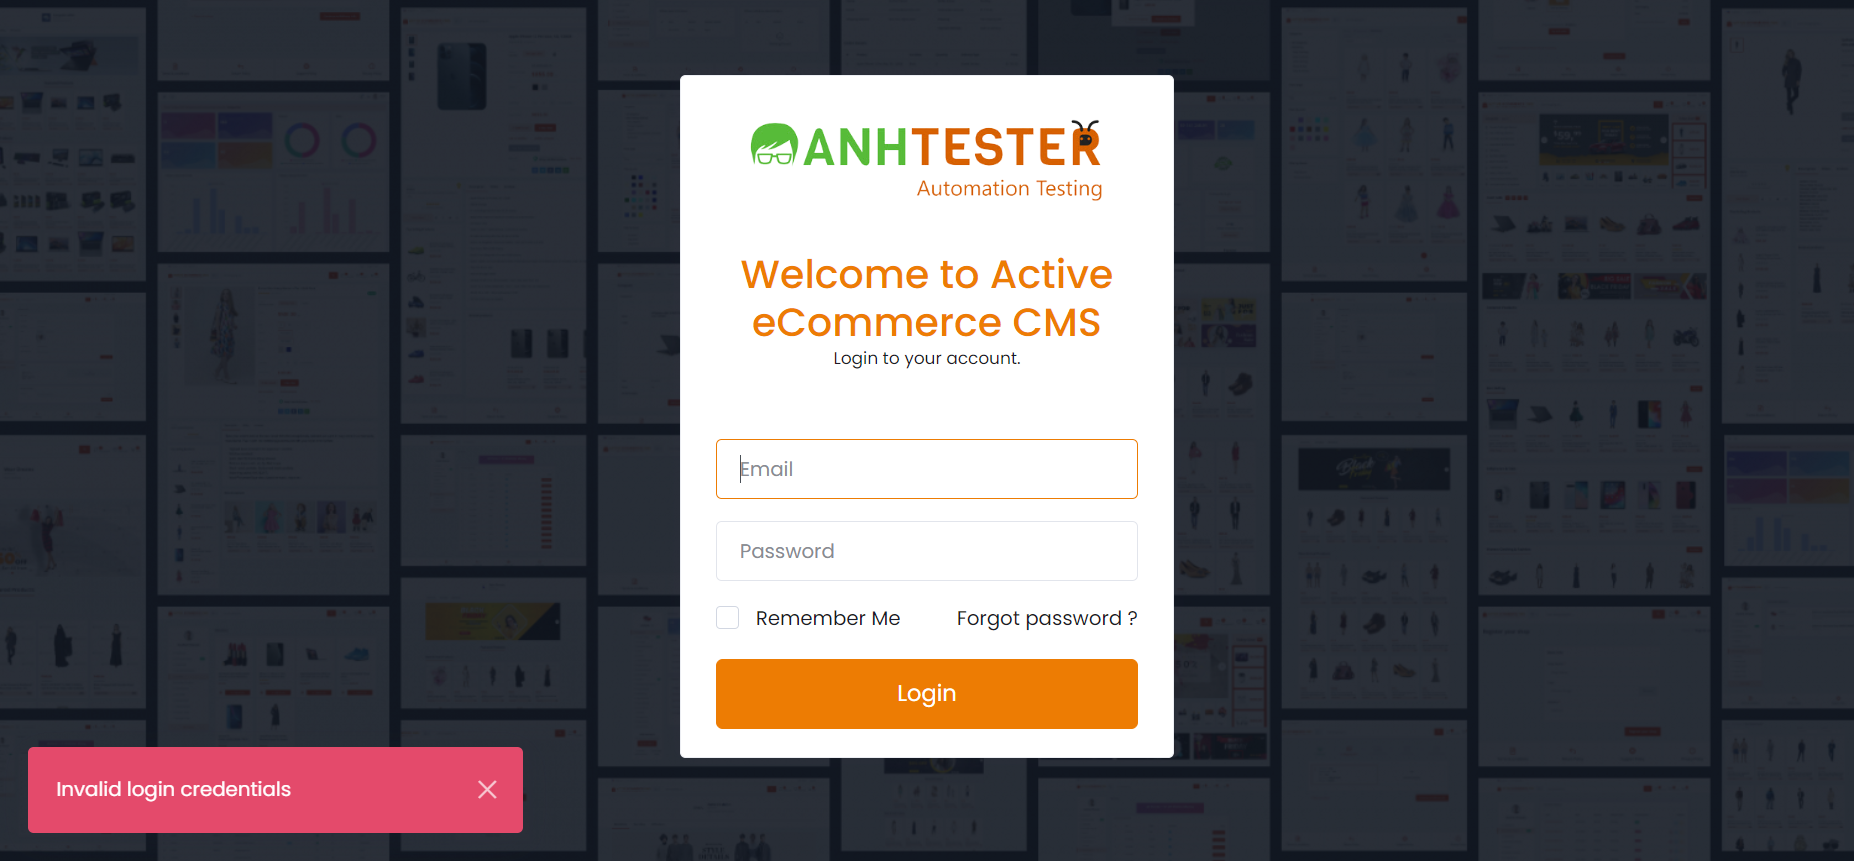 ANHTESTER
Automation Testing
Welcome to Active
eCommerce CMS
Login to your account.
Email
Password
Remember Me
Forgot password ?
Login
Invalid login credentials